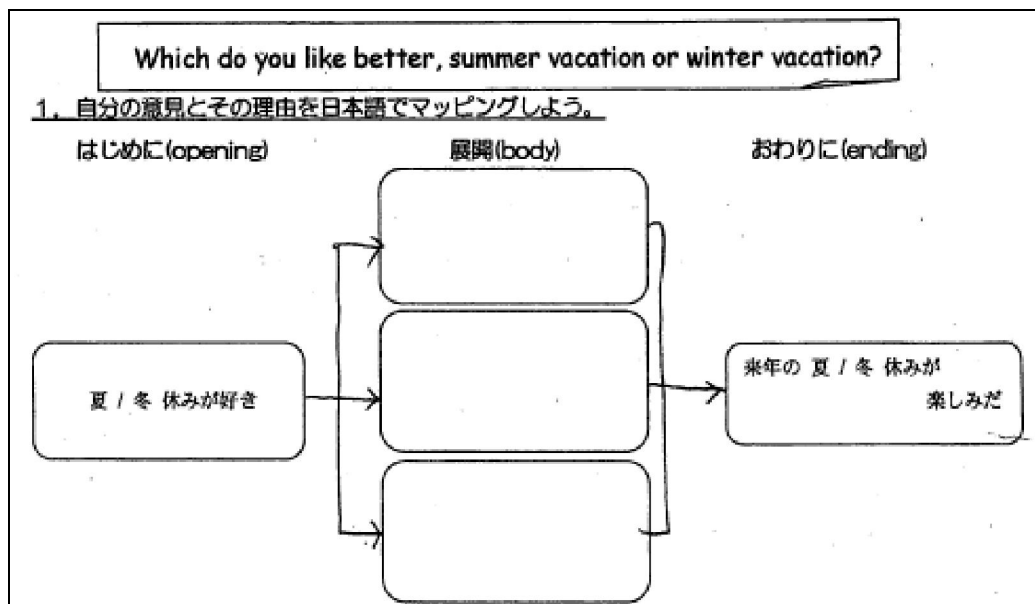 Which do you like better, summer vacation or winter vacation?
1. 自分の意見とその理由を日本語でマッピングしよう。
はじめに(opening)
展開(body)
おわりに(ending)
夏 / 冬 休みが好き
来年の 夏 / 冬 休みが
楽しみだ